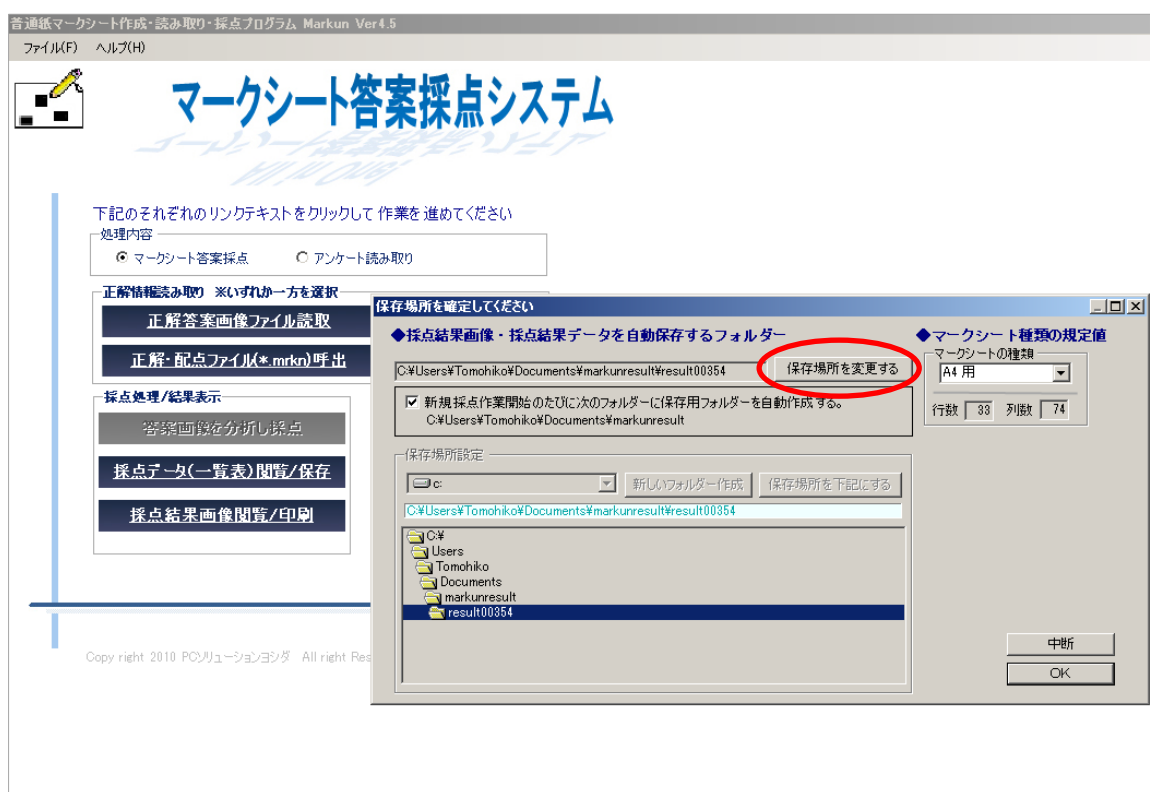 普通紙マークシート作成・読み取り・採点プログラム Markun Ver4.5
ファイル(F) ヘルプ(H)
マークシート答案採点システム
下記のそれぞれのリンクテキストをクリックして 作業を 進めてください
処理内容
マークシート答案採点 アンケート読み取り
正解情報読み取り ※いずれか一方を選択
正解答案画像ファイル読取
正解・配点ファイル(*.mrkn)呼出
採点処理/結果表示
答案画像を分析し採点
採点データ(一覧表)閲覧/保存
採点結果画像閲覧/印刷
Copy right 2010 PCソリューションヨシダ All right Res
保存場所を確定してください
◆採点結果画像・採点結果データを自動保存するフォルダー
C:¥Users¥Tomohiko¥Documents¥markunresult¥result00354
保存場所を変更する
新規採点作業開始のたびに次のフォルダーに保存用フォルダーを自動作成する。
C:¥Users¥Tomohiko¥Documents¥markunresult
保存場所設定
c:
新しいフォルダー作成
保存場所を下記にする
C:¥Users¥Tomohiko¥Documents¥markunresult¥result00354
C:¥
Users
Tomohiko
Documents
markunresult
result00354
◆マークシート種類の規定値
マークシートの種類
A4 用
行数 33 列数 74
中断
OK